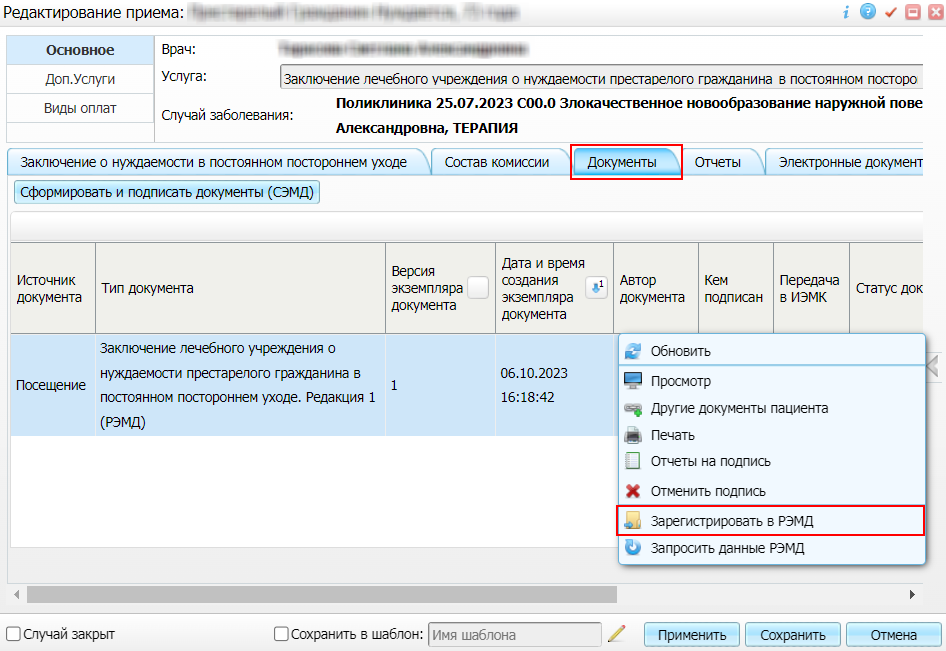 Редактирование приема:
Основное
Доп.Услуги
Виды оплат
Врач:
Услуга:
Заключение лечебного учреждения о нуждаемости престарелого гражданина в постоянном посторо
Случай заболевания:
Поликлиника 25.07.2023 C00.0 Злокачественное новообразование наружной пове
Александровна, ТЕРАПИЯ
Заключение о нуждаемости в постоянном постороннем уходе
Состав комиссии
Документы
Отчеты
Электронные документ
Сформировать и подписать документы (СЭМД)
Источник
документа
Тип документа
Версия
экземпляра
документа
Дата и время
создания
экземпляра
документа
1
Автор
документа
Кем
подписан
Передача
в ИЭМК
Статус док
Посещение
Заключение лечебного учреждения о
нуждаемости престарелого гражданина в
постоянном постороннем уходе. Редакция 1
(РЭМД)
1
06.10.2023
16:18:42
Обновить
Просмотр
Другие документы пациента
Печать
Отчеты на подпись
Отменить подпись
Зарегистрировать в РЭМД
Запросить данные РЭМД
Случай закрыт
Сохранить в шаблон:
Имя шаблона
Применить
Сохранить
Отмена